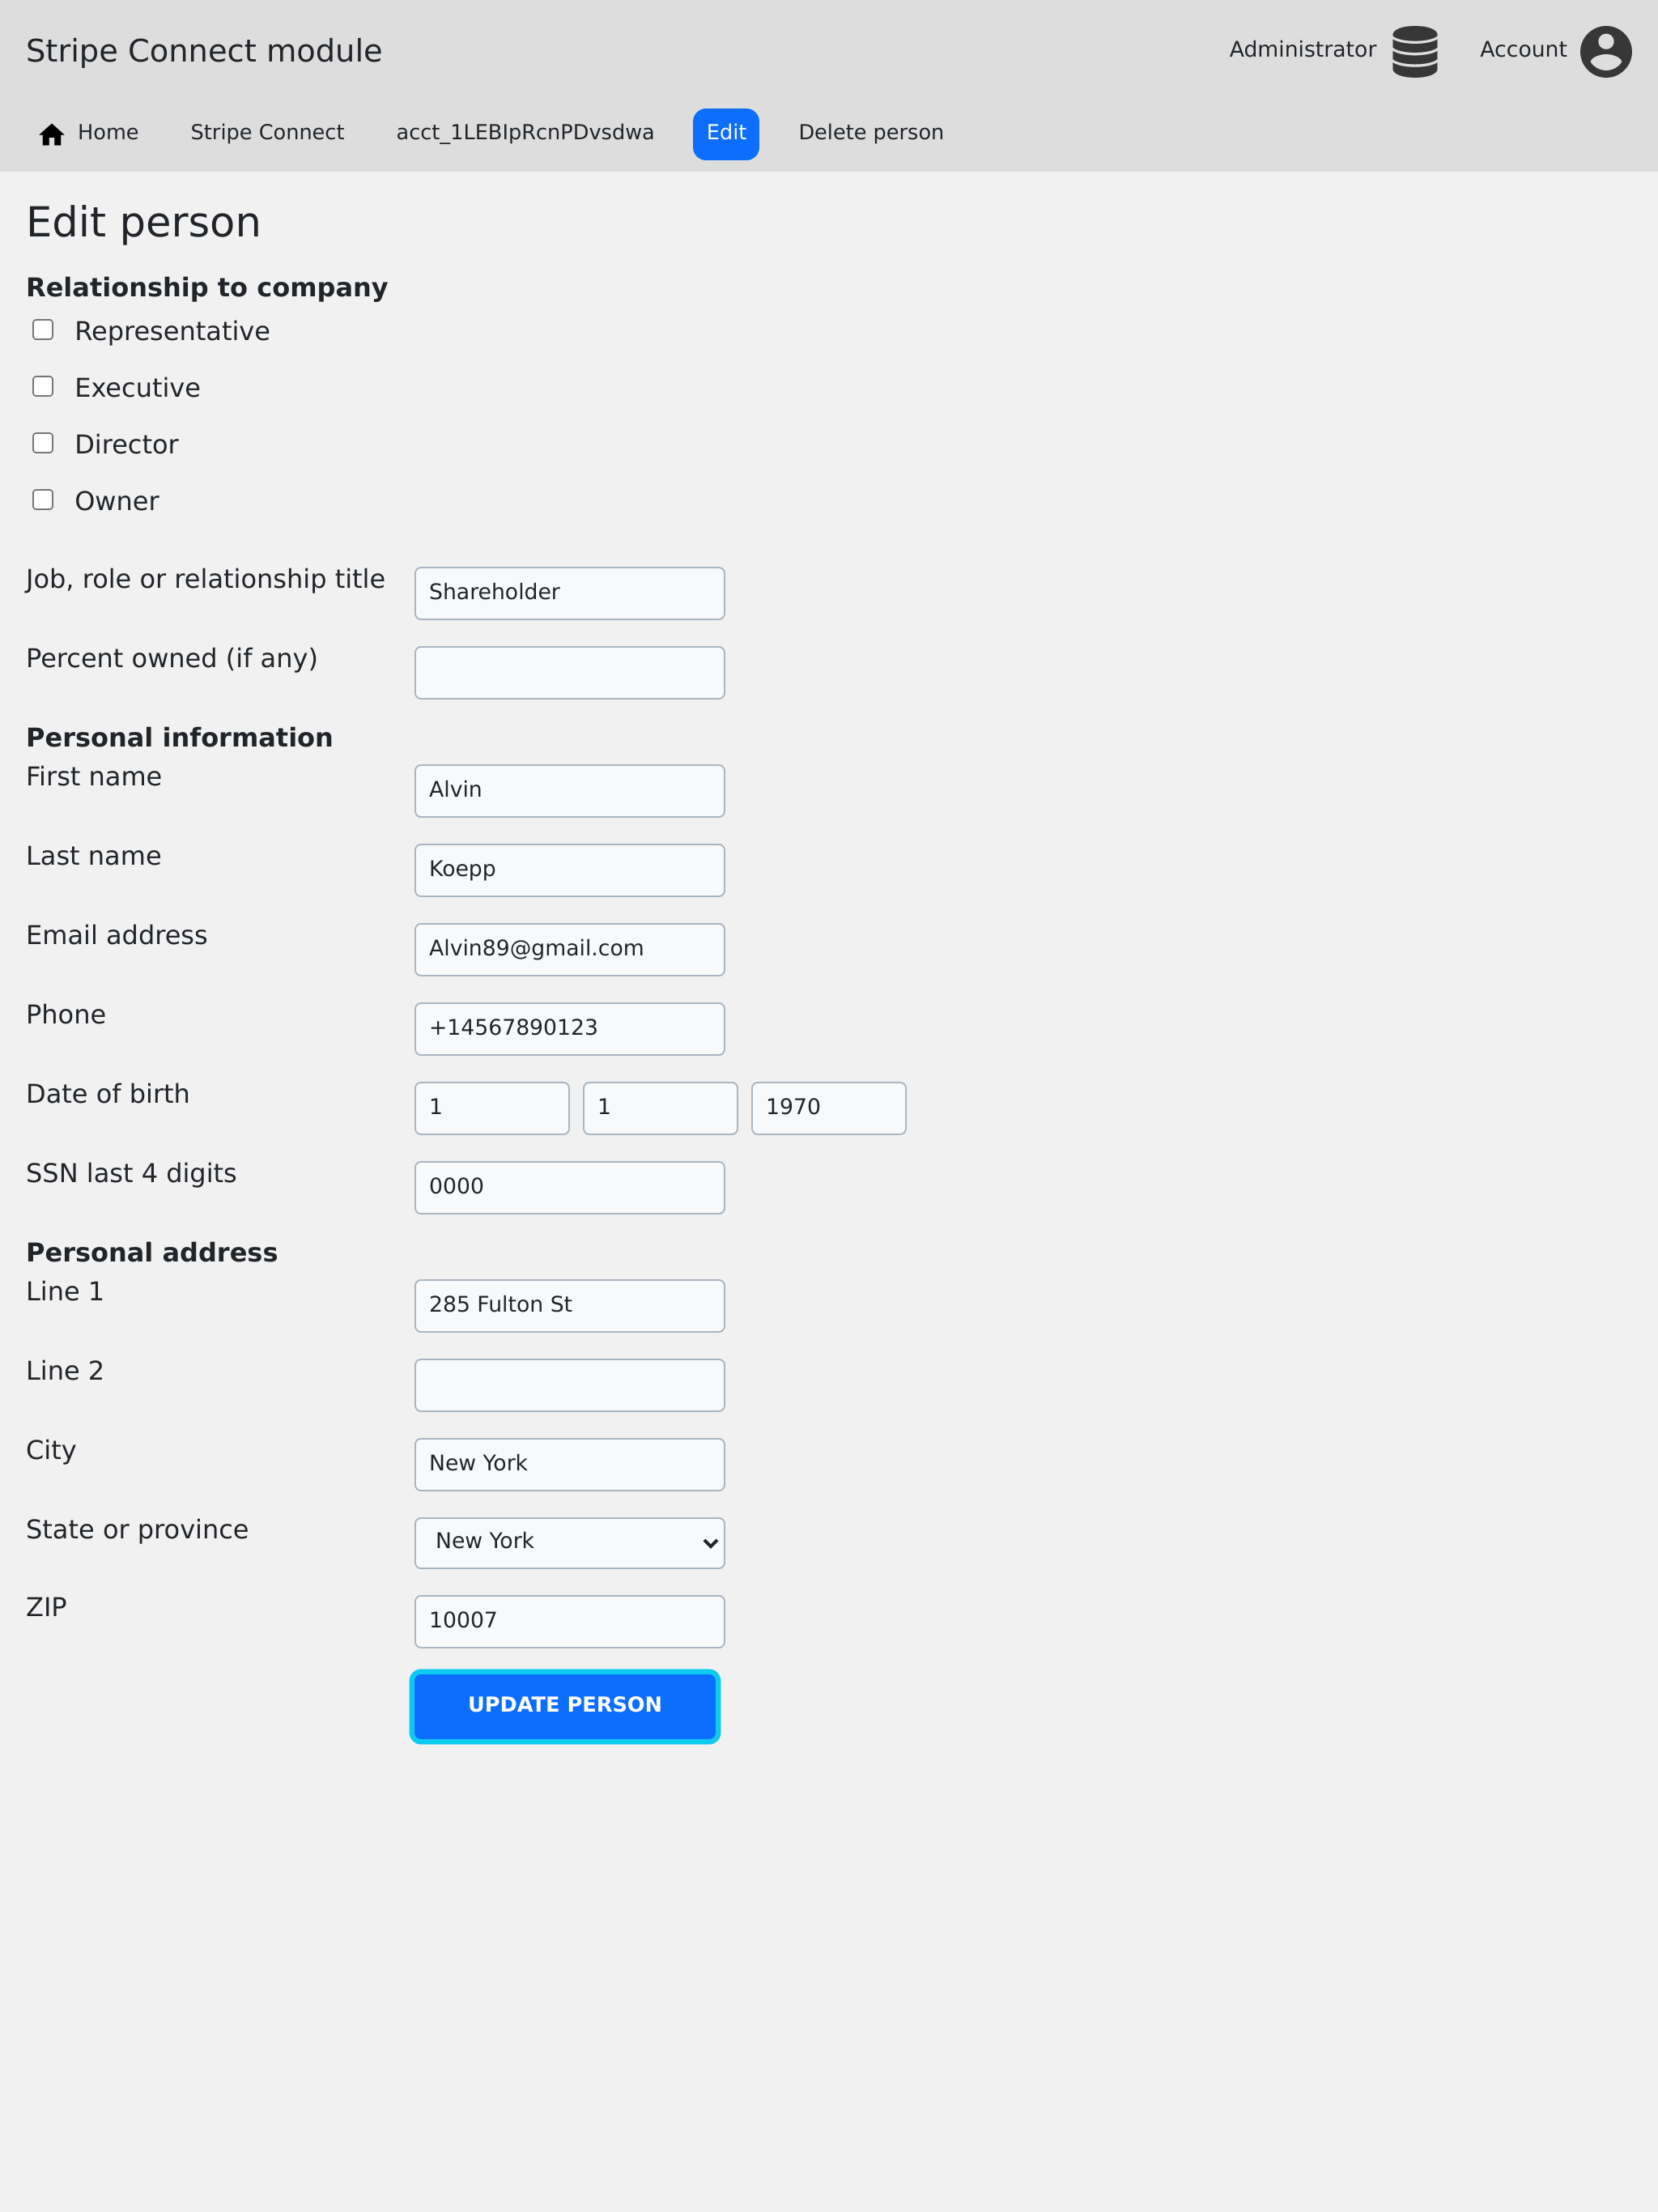 Stripe Connect module
Administrator
Account
Home
Stripe Connect
acct_1LEBIpRcnPDvsdwa
Edit
Delete person
Edit person
Relationship to company
Representative
Executive
Director
Owner
Job, role or relationship title
Shareholder
Percent owned (if any)
Personal information
First name
Alvin
Last name
Koepp
Email address
Alvin89@gmail.com
Phone
+14567890123
Date of birth
1
1
1970
SSN last 4 digits
0000
Personal address
Line 1
285 Fulton St
Line 2
City
New York
State or province
New York
ZIP
10007
UPDATE PERSON